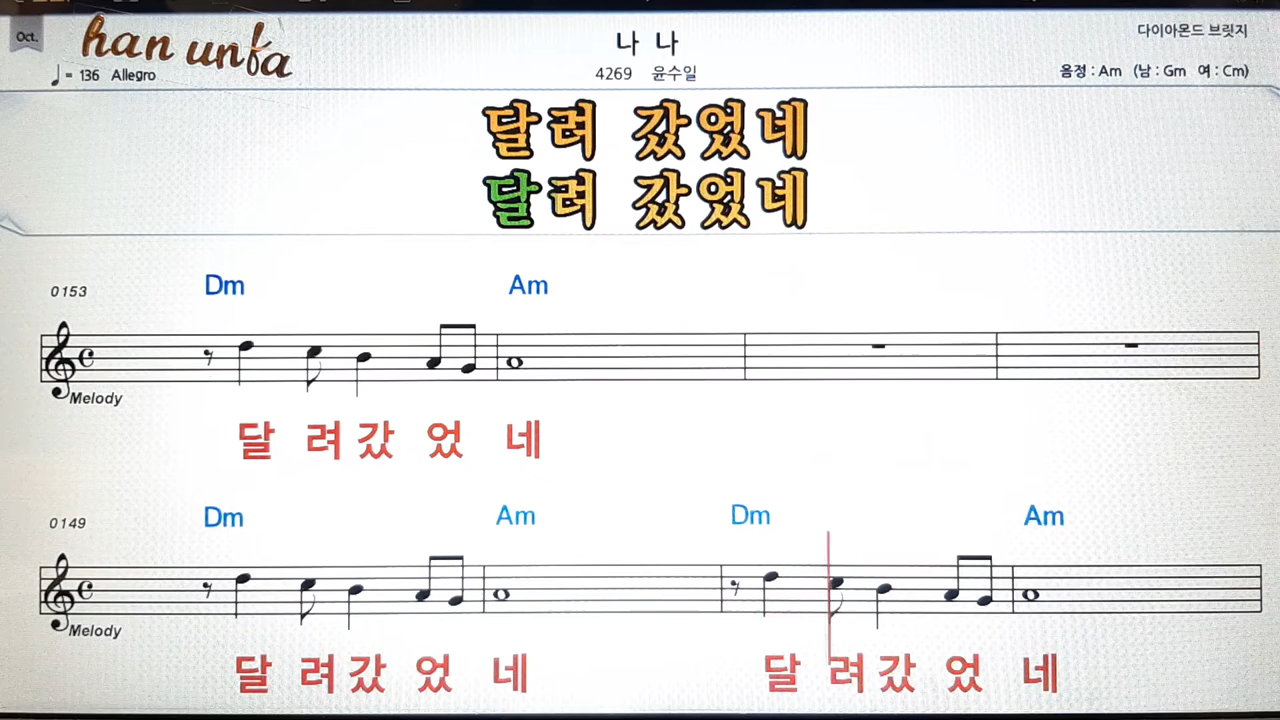 Oct.
han unfa
나 나
다이아몬드 브릿지
♩ = 136 Allegro
4269 윤수일
음정 : Am (남 : Gm 여 : Cm)
달려 갔었네
달려 갔었네
0153
Dm Am
Melody
달 려 갔 었 네
0149
Dm Am Dm Am
Melody
달 려 갔 었 네 달 려 갔 었 네